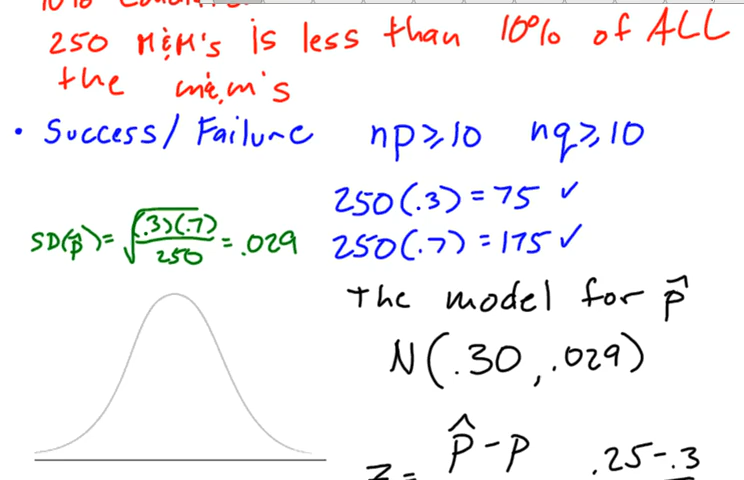 10%
250 M&M's is less than 10% of ALL
the m&m's
• Success/Failure np≥10 nq≥10
250(.3)=75 ✓
SD(p̂)=√(.3)(.7)/250=.029
250(.7)=175 ✓
the model for p̂
N(.30,.029)
z= p̂-p .25-.3